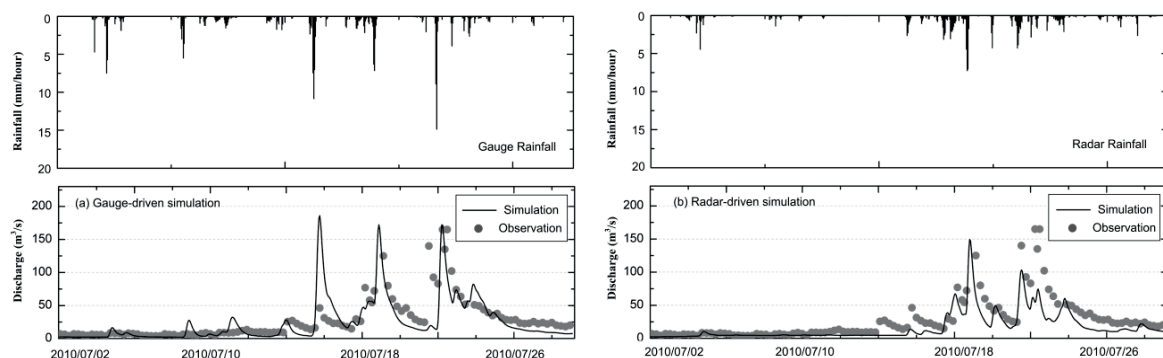 0
5
10
15
20
Rainfall (mm/hour)
Gauge Rainfall
0
5
10
15
20
Rainfall (mm/hour)
Radar Rainfall
200
150
100
50
0
Discharge (m³/s)
(a) Gauge-driven simulation
Simulation
Observation
2010/07/02 2010/07/10 2010/07/18 2010/07/26
200
150
100
50
0
Discharge (m³/s)
(b) Radar-driven simulation
Simulation
Observation
2010/07/02 2010/07/10 2010/07/18 2010/07/26